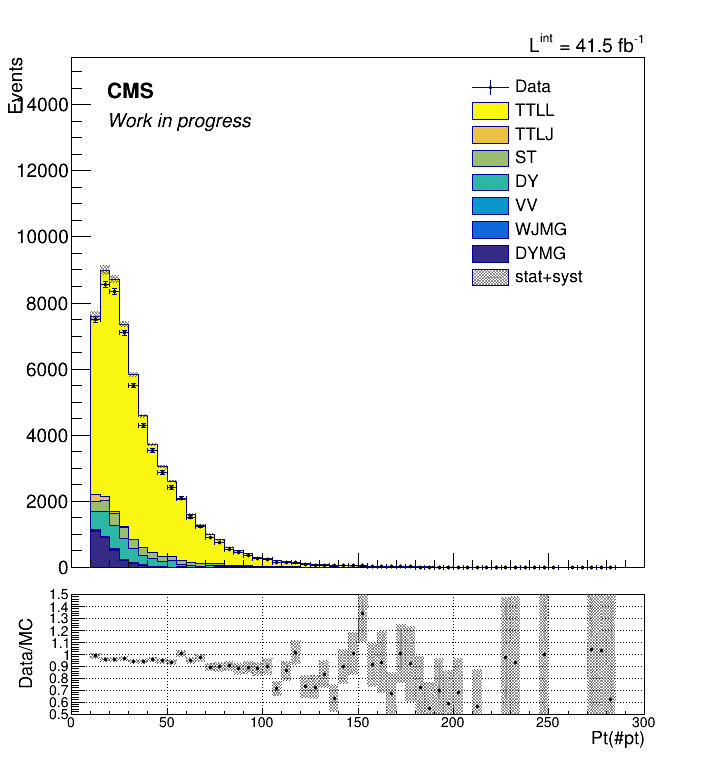 L^int = 41.5 fb^-1
Events
CMS
Work in progress
Data
TTLL
TTLJ
ST
DY
VV
WJMG
DYMG
stat+syst
14000
12000
10000
8000
6000
4000
2000
0
Data/MC
1.5
1.4
1.3
1.2
1.1
1
0.9
0.8
0.7
0.6
0.5
0 50 100 150 200 250 300
Pt(#pt)